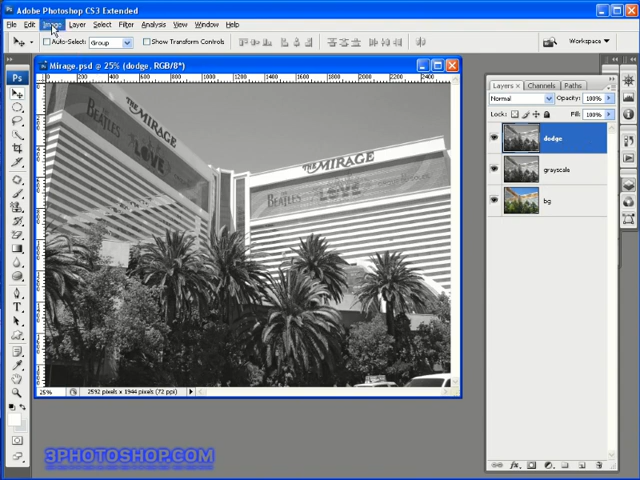 Adobe Photoshop CS3 Extended
File Edit Image Layer Select Filter Analysis View Window Help
Auto-Select: Group Show Transform Controls Workspace
Mirage.psd @ 25% (dodge, RGB/8*)
Ps
Layers Channels Paths
Normal Opacity: 100%
Lock: Fill: 100%
dodge
grayscale
bg
THE MIRAGE
BEATLES
LOVE
THE MIRAGE
BEATLES LOVE
25% 2592 pixels x 1944 pixels (72 ppi)
3PHOTOSHOP.COM